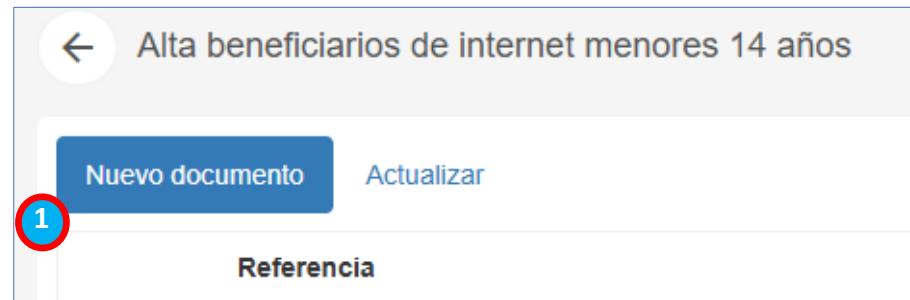 Alta beneficiarios de internet menores 14 años
Nuevo documento Actualizar
1
Referencia